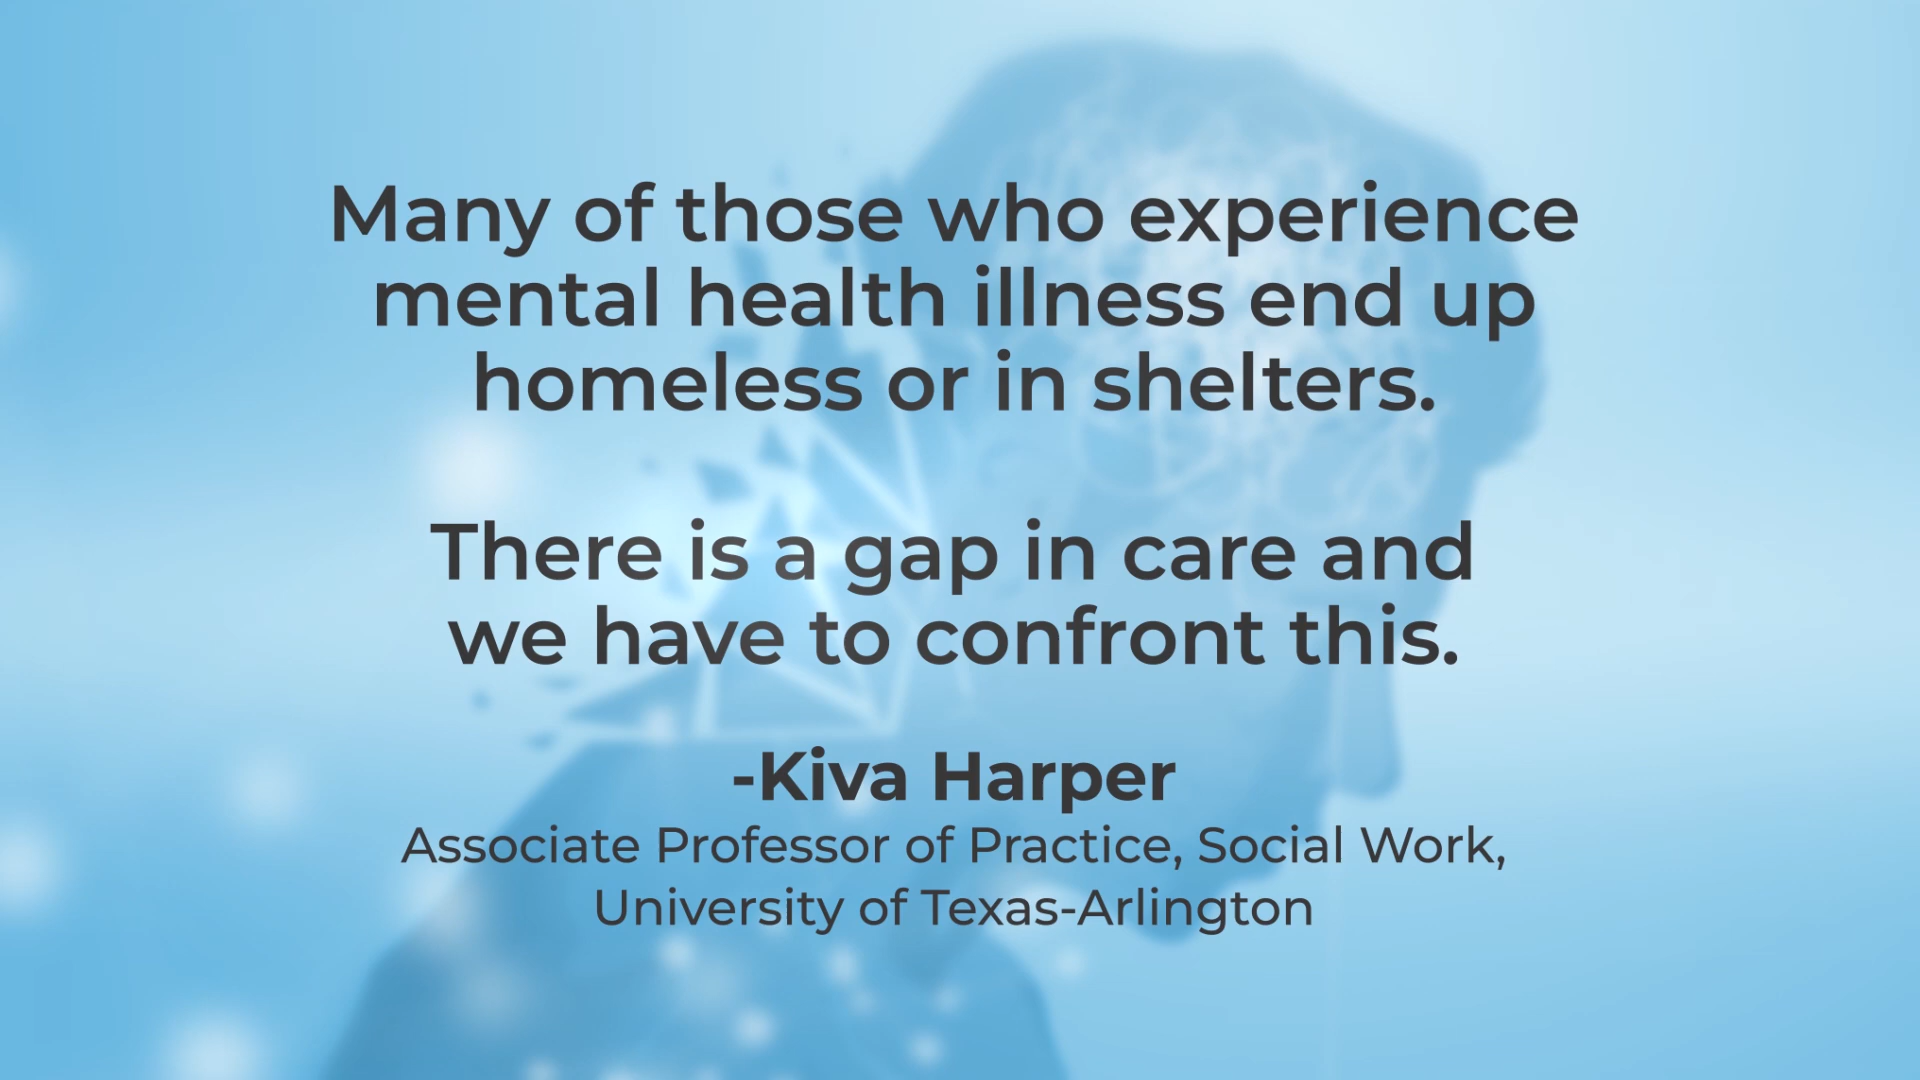 Many of those who experience
mental health illness end up
homeless or in shelters.
There is a gap in care and
we have to confront this.
-Kiva Harper
Associate Professor of Practice, Social Work,
University of Texas-Arlington